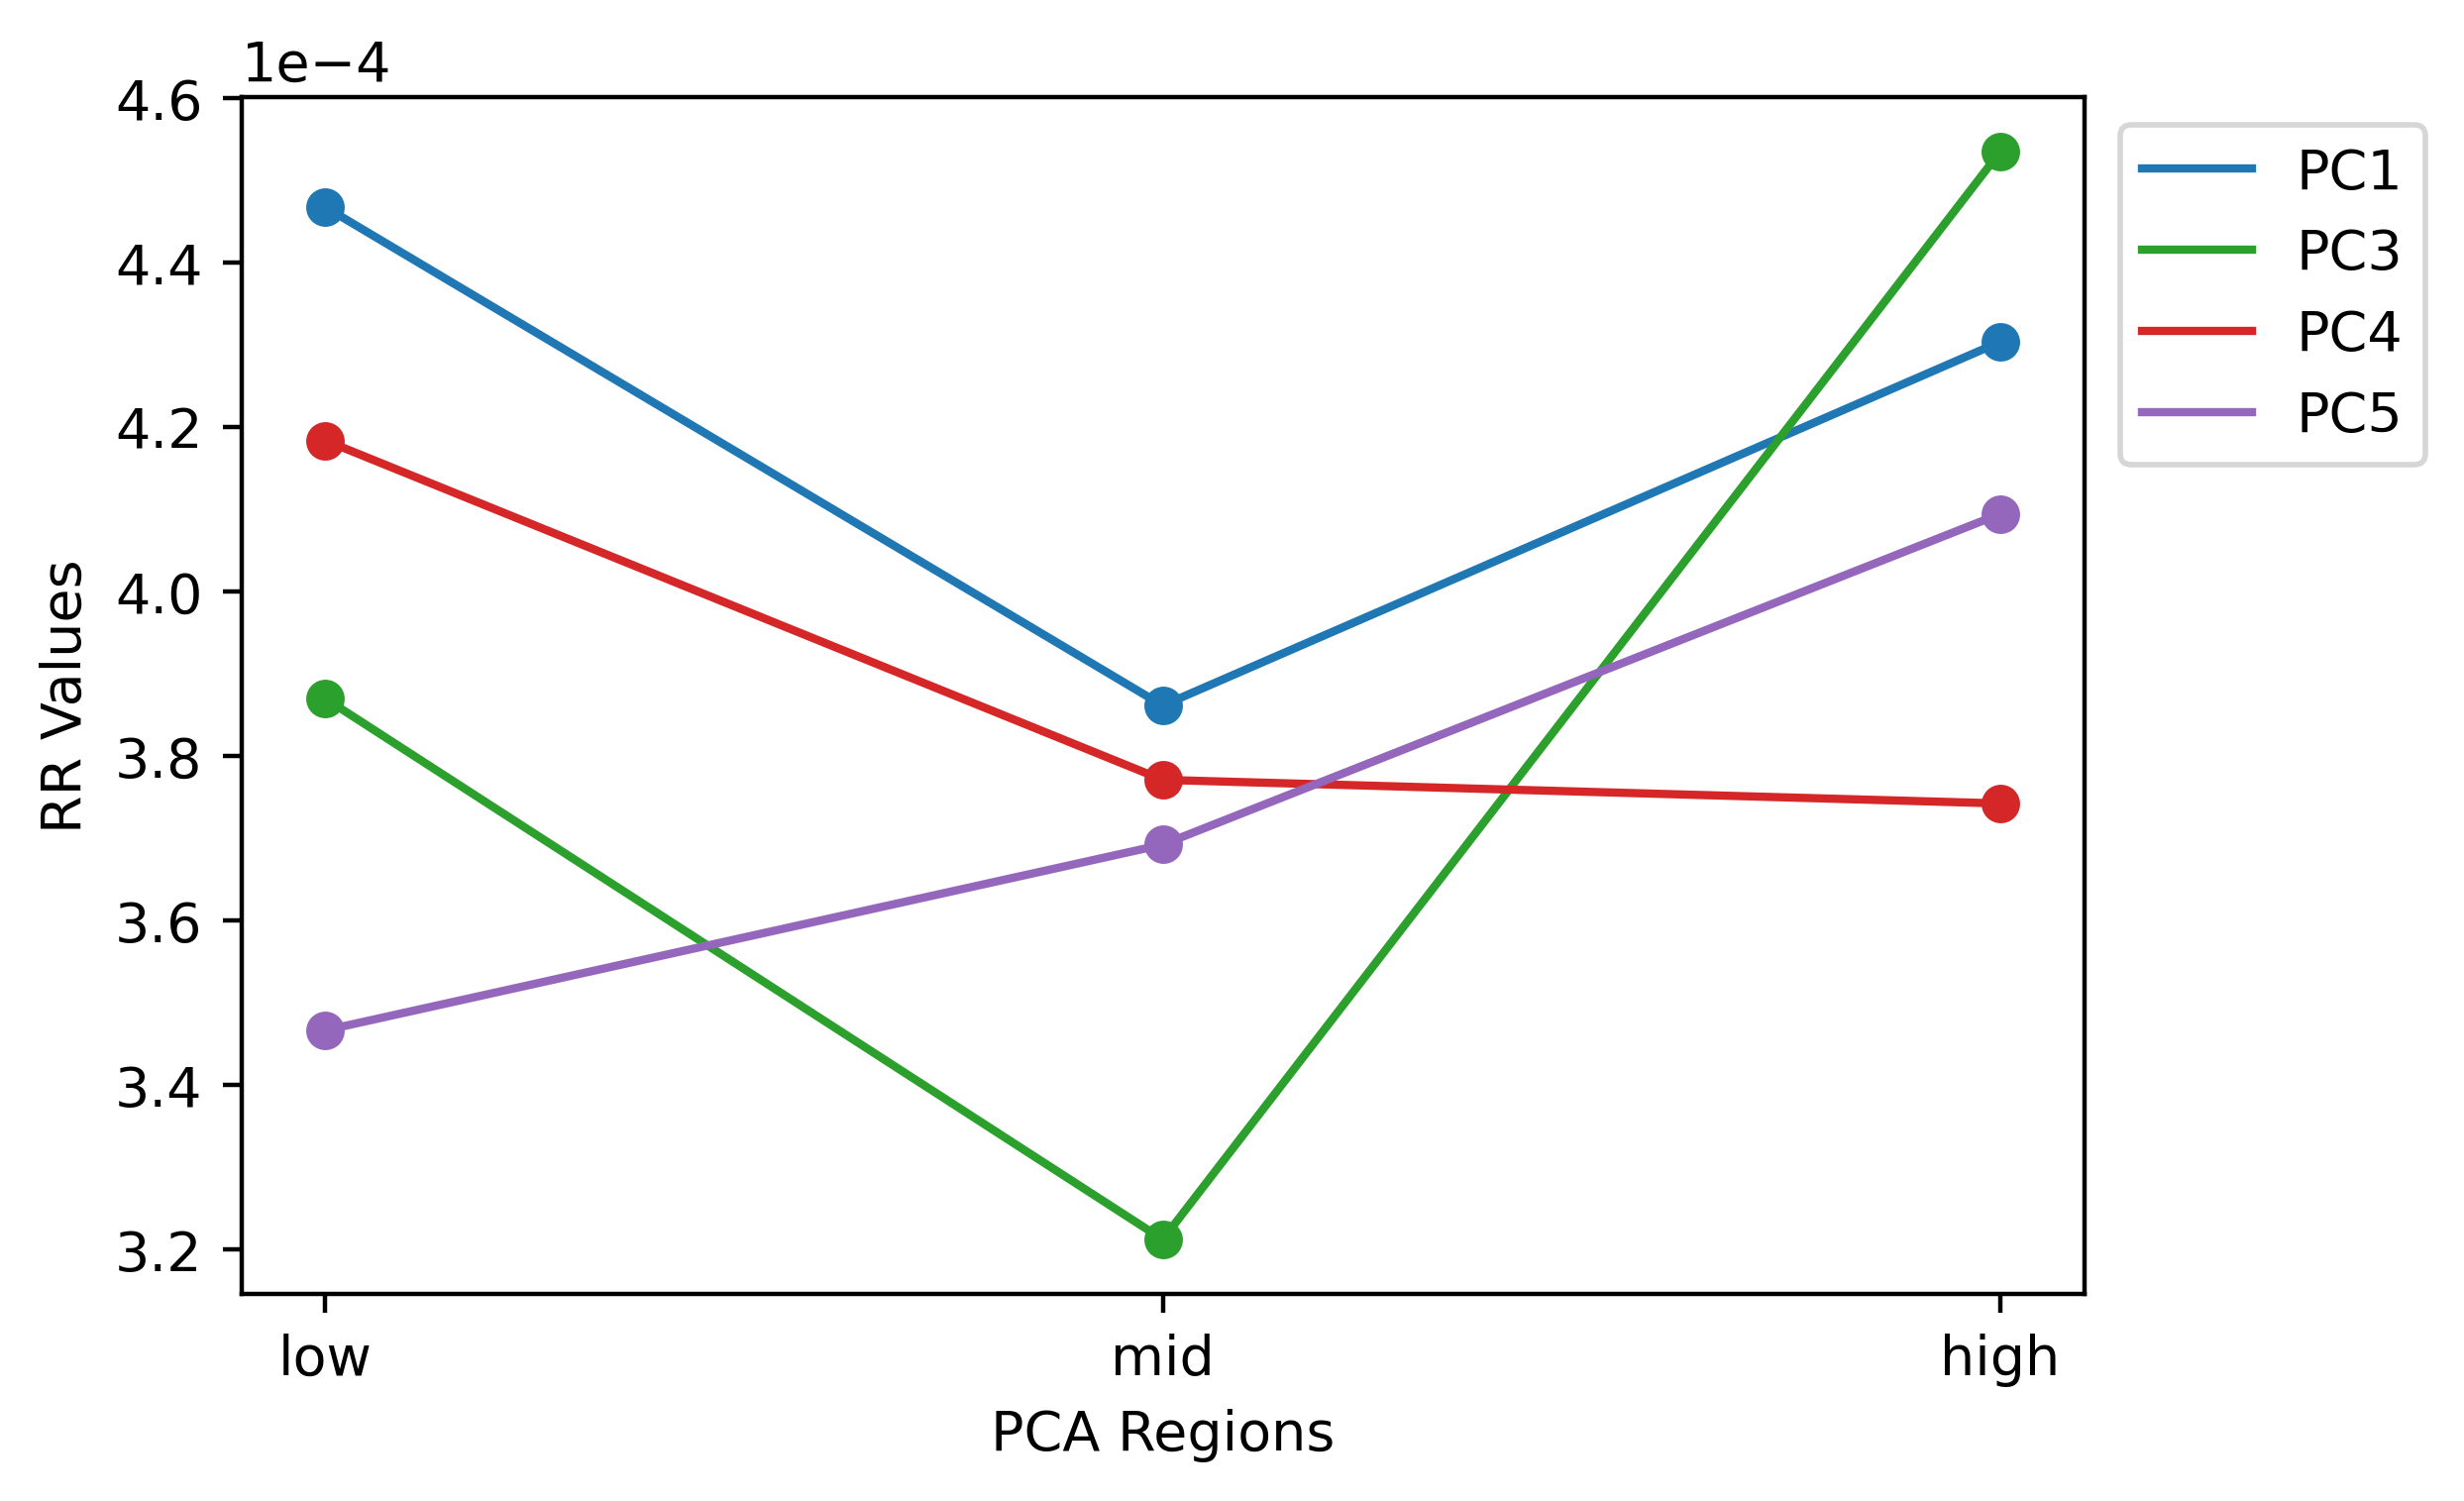 1e−4
4.6
4.4
4.2
4.0
3.8
3.6
3.4
3.2
RR Values
low
mid
high
PCA Regions
PC1
PC3
PC4
PC5